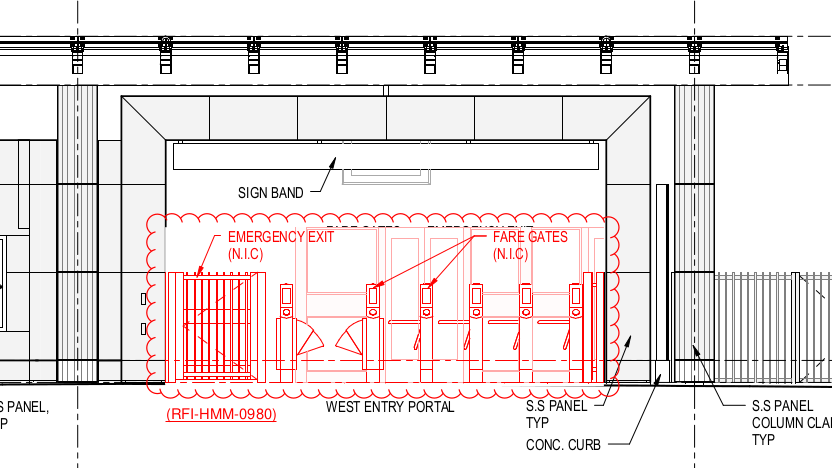 SIGN BAND
EMERGENCY EXIT
(N.I.C)
FARE GATES
(N.I.C)
S PANEL,
P
(RFI-HMM-0980)
WEST ENTRY PORTAL
S.S PANEL
TYP
CONC. CURB
S.S PANEL
COLUMN CLA
TYP